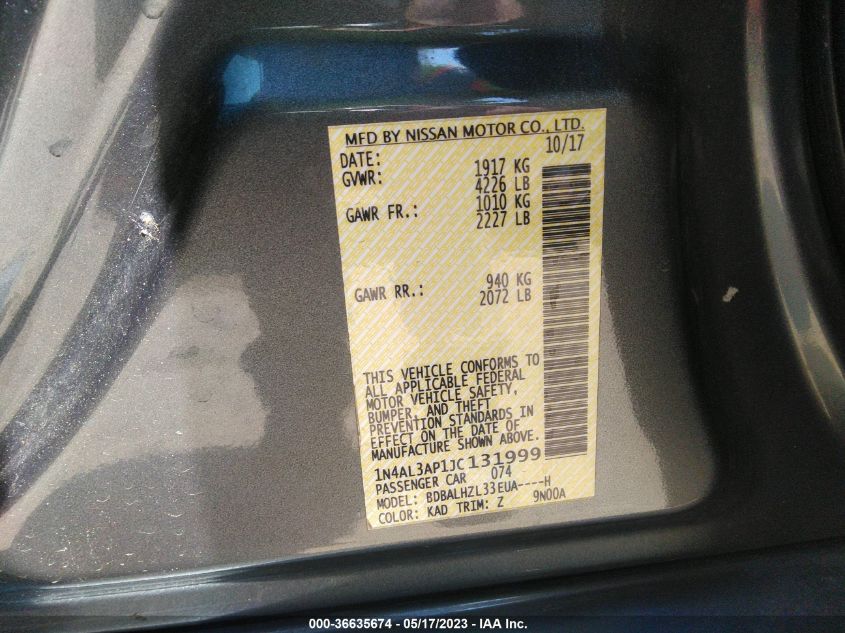 MFD BY NISSAN MOTOR CO., LTD.
DATE: 10/17
GVWR: 1917 KG
4226 LB
GAWR FR.: 1010 KG
2227 LB
GAWR RR.: 940 KG
2072 LB
THIS VEHICLE CONFORMS TO
ALL APPLICABLE FEDERAL
MOTOR VEHICLE SAFETY,
BUMPER, AND THEFT
PREVENTION STANDARDS IN
EFFECT ON THE DATE OF
MANUFACTURE SHOWN ABOVE.
1N4AL3AP1JC131999
PASSENGER CAR 074
MODEL: BDBALHZL33EUA----H
COLOR: KAD TRIM: Z 9N00A
000-36635674 - 05/17/2023 - IAA Inc.